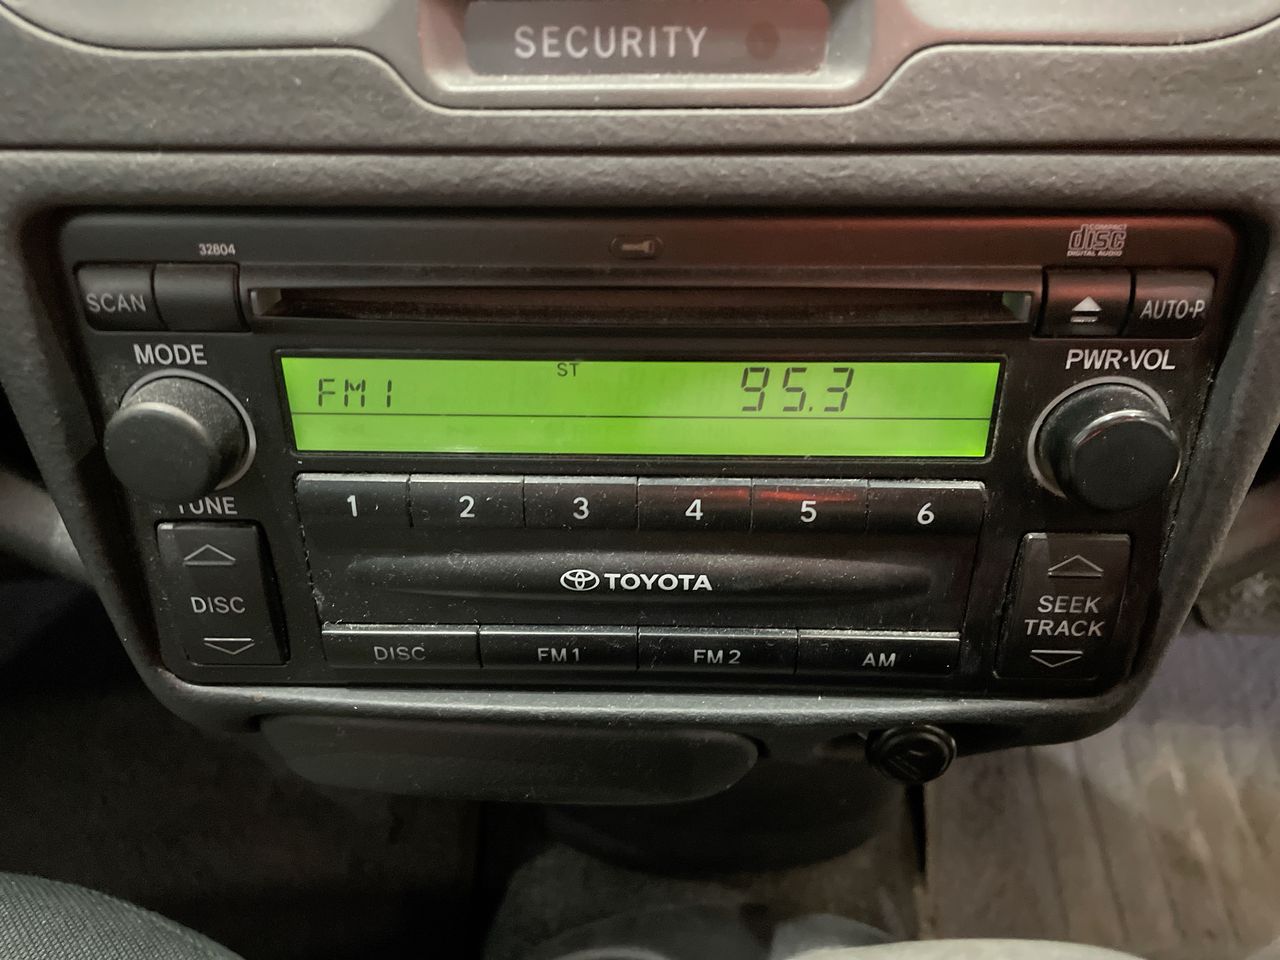 SECURITY
32804
COMPACT
disc
DIGITAL AUDIO
SCAN
AUTO•P
MODE
PWR•VOL
ST
FM1 95.3
TUNE
1 2 3 4 5 6
DISC
TOYOTA
SEEK
TRACK
DISC FM1 FM2 AM